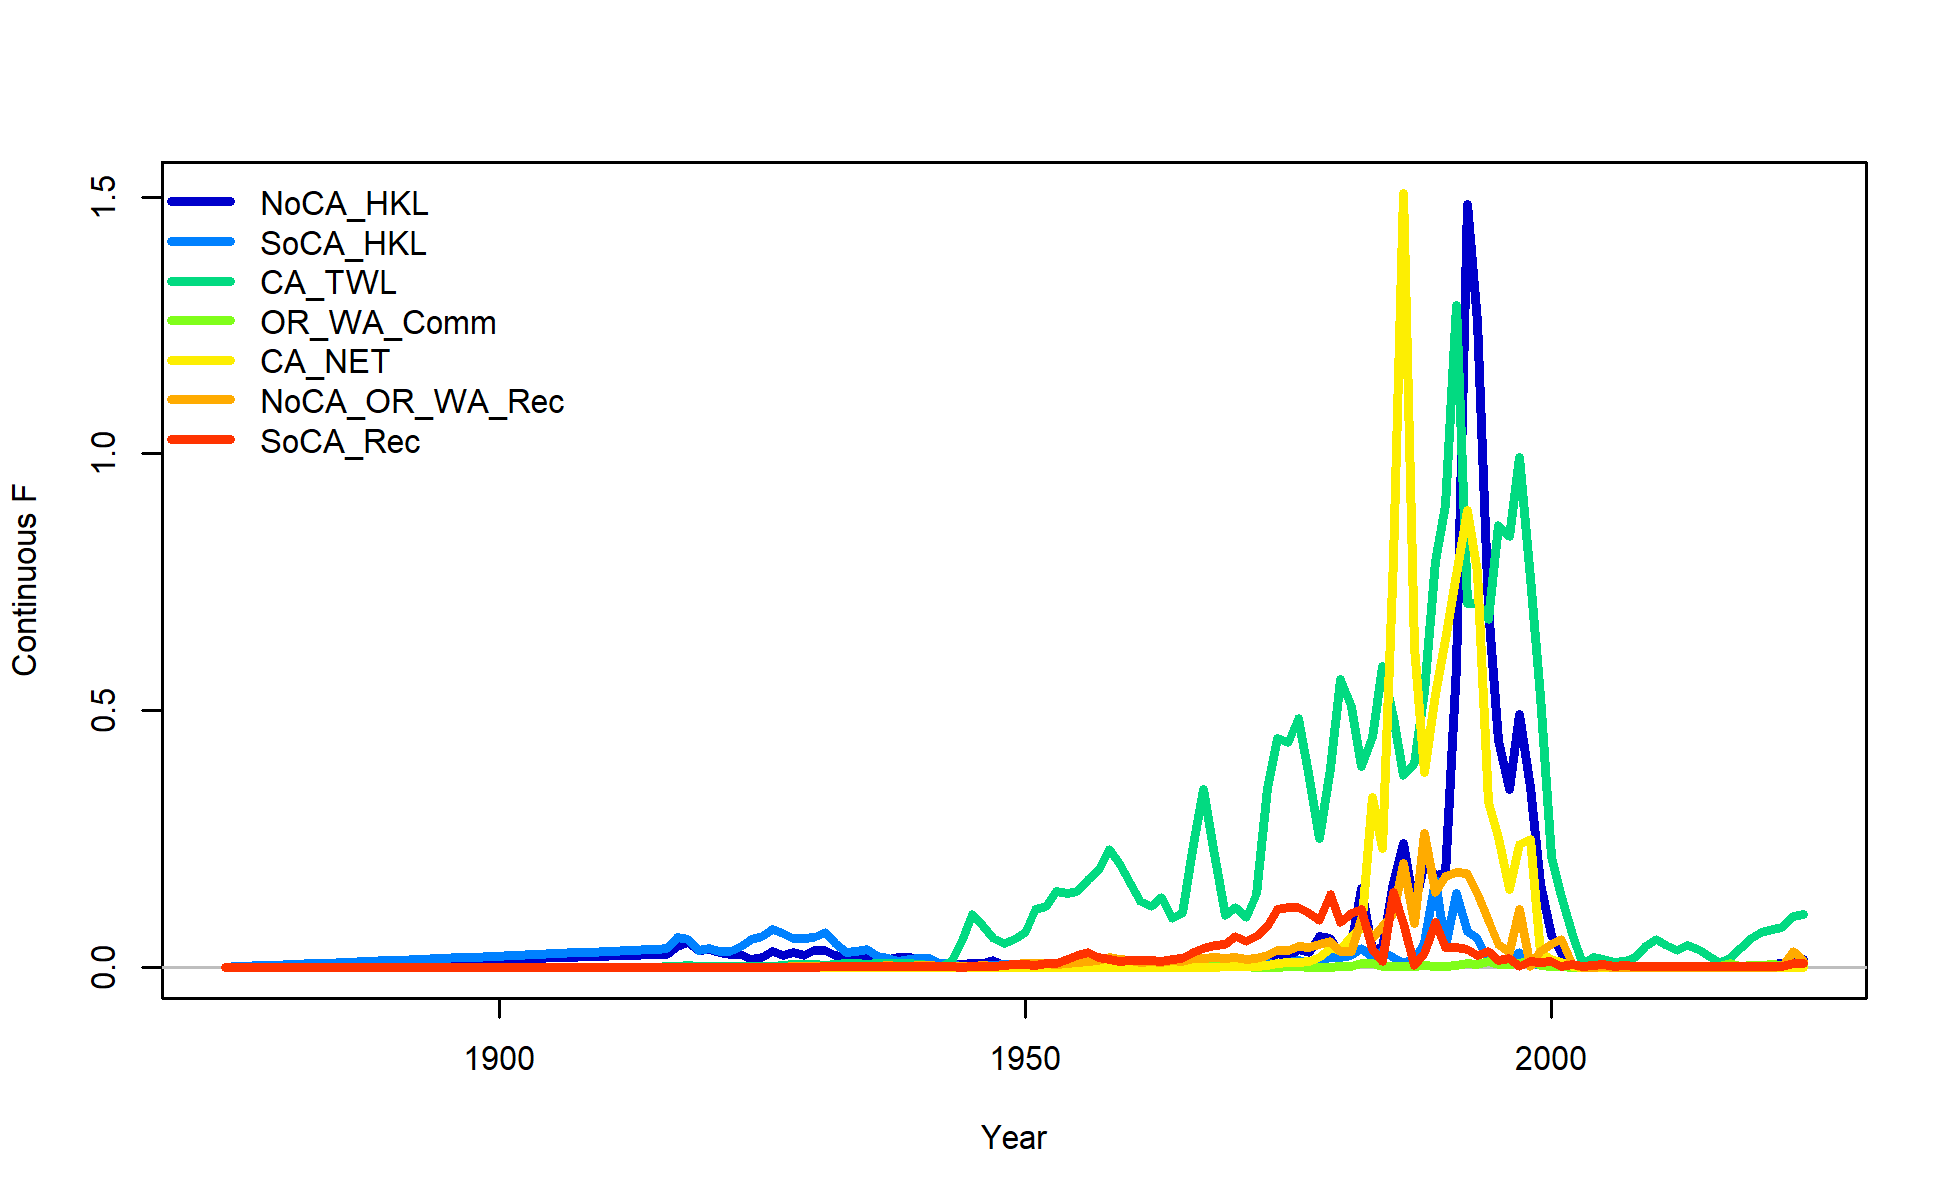 NoCA_HKL
SoCA_HKL
CA_TWL
OR_WA_Comm
CA_NET
NoCA_OR_WA_Rec
SoCA_Rec
Continuous F
1.5
1.0
0.5
0.0
1900 1950 2000
Year